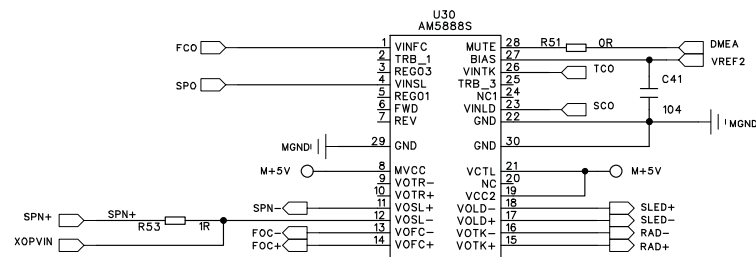 U30
AM5888S
FCO 1 VINFC MUTE 28 R51 0R DMEA
2 TRB_1 BIAS 27 VREF2
3 REGO3 VINTK 26 TCO C41
SPO 4 VINSL TRB_3 25
5 REGO1 NC1 24
6 FWD VINLD 23 SCO 104
7 REV GND 22 MGND
MGND 29 GND GND 30
M+5V 8 MVCC VCTL 21 M+5V
9 VOTR- NC 20
10 VOTR+ VCC2 19
SPN- 11 VOSL+ VOLD- 18 SLED+
SPN+ SPN+ R53 1R 12 VOSL- VOLD+ 17 SLED-
XOPVIN FOC- 13 VOFC- VOTK- 16 RAD-
FOC+ 14 VOFC+ VOTK+ 15 RAD+